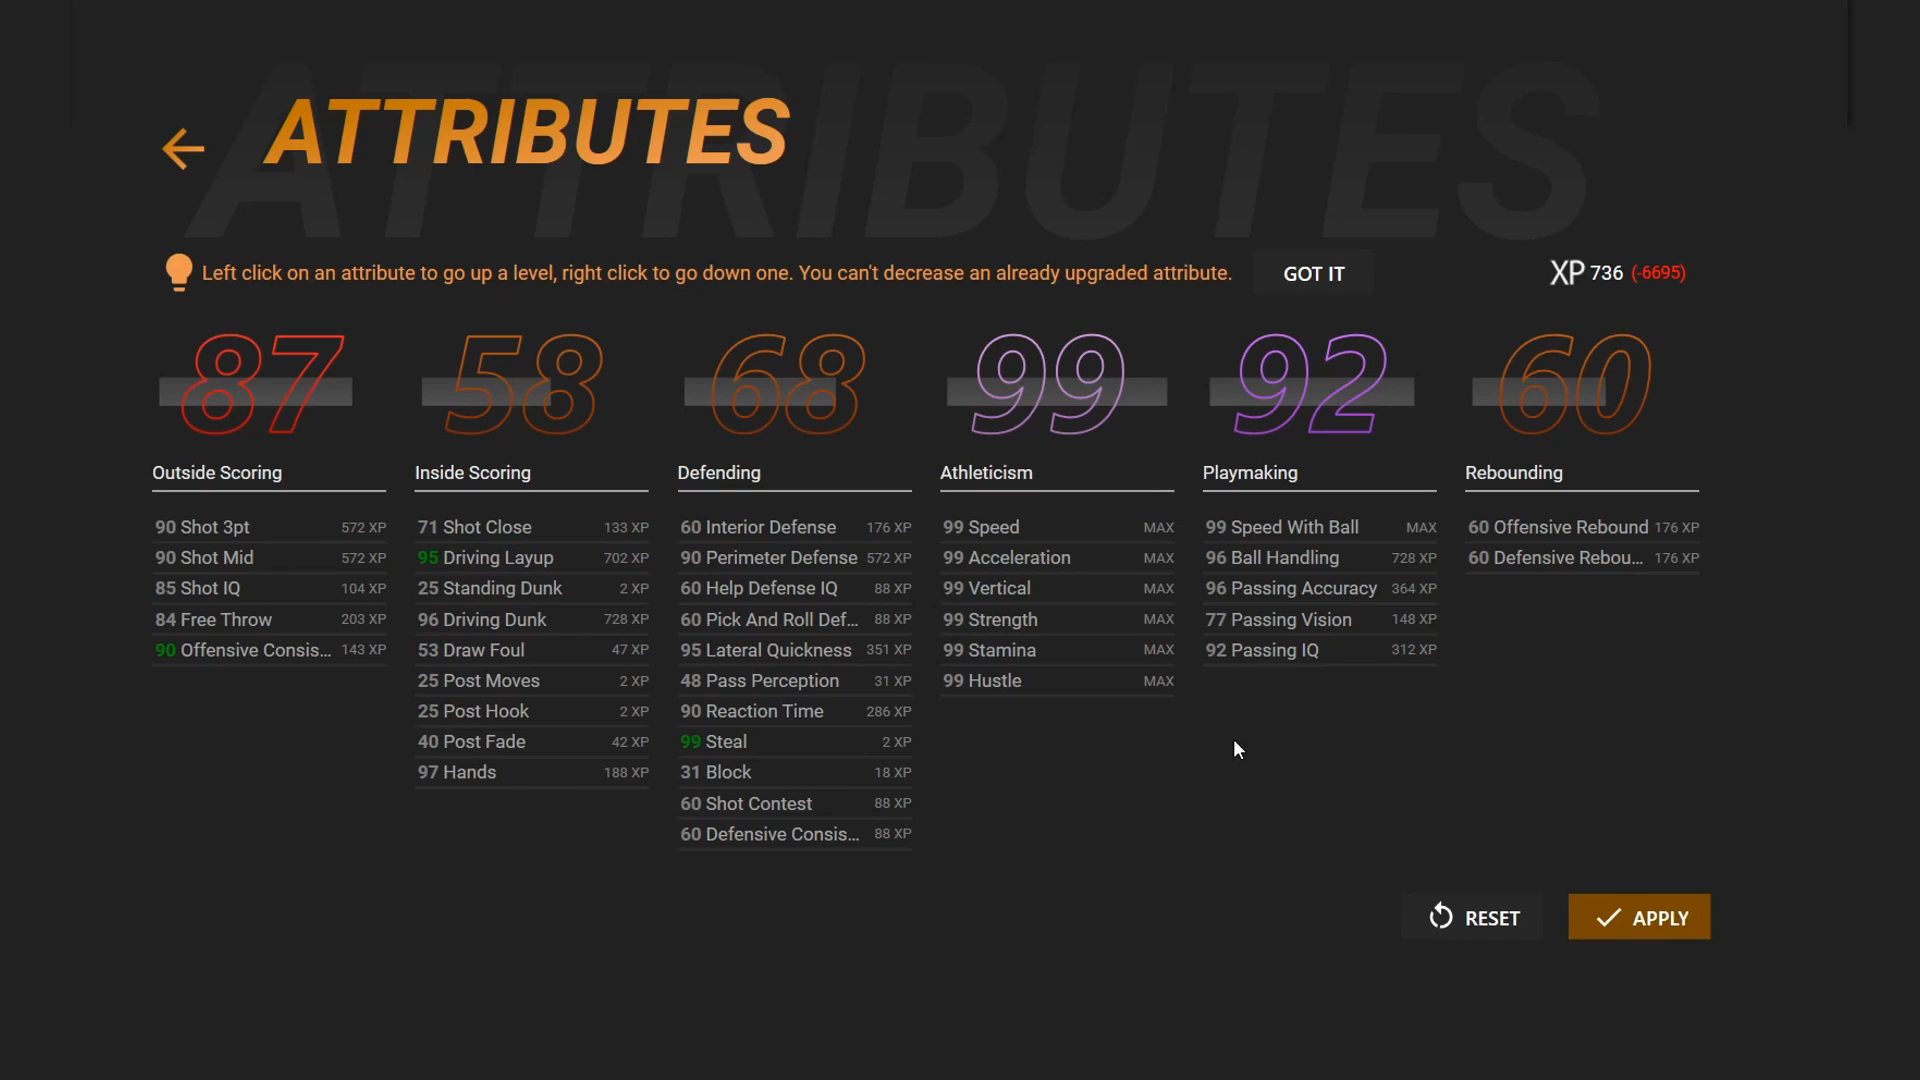 ATTRIBUTES
ATTRIBUTES
Left click on an attribute to go up a level, right click to go down one. You can't decrease an already upgraded attribute.
GOT IT
XP 736 (-6695)
87
58
68
99
92
60
Outside Scoring
90 Shot 3pt 572 XP
90 Shot Mid 572 XP
85 Shot IQ 104 XP
84 Free Throw 203 XP
90 Offensive Consis... 143 XP
Inside Scoring
71 Shot Close 133 XP
95 Driving Layup 702 XP
25 Standing Dunk 2 XP
96 Driving Dunk 728 XP
53 Draw Foul 47 XP
25 Post Moves 2 XP
25 Post Hook 2 XP
40 Post Fade 42 XP
97 Hands 188 XP
Defending
60 Interior Defense 176 XP
90 Perimeter Defense 572 XP
60 Help Defense IQ 88 XP
60 Pick And Roll Def... 88 XP
95 Lateral Quickness 351 XP
48 Pass Perception 31 XP
90 Reaction Time 286 XP
99 Steal 2 XP
31 Block 18 XP
60 Shot Contest 88 XP
60 Defensive Consis... 88 XP
Athleticism
99 Speed MAX
99 Acceleration MAX
99 Vertical MAX
99 Strength MAX
99 Stamina MAX
99 Hustle MAX
Playmaking
99 Speed With Ball MAX
96 Ball Handling 728 XP
96 Passing Accuracy 364 XP
77 Passing Vision 148 XP
92 Passing IQ 312 XP
Rebounding
60 Offensive Rebound 176 XP
60 Defensive Rebou... 176 XP
RESET
APPLY